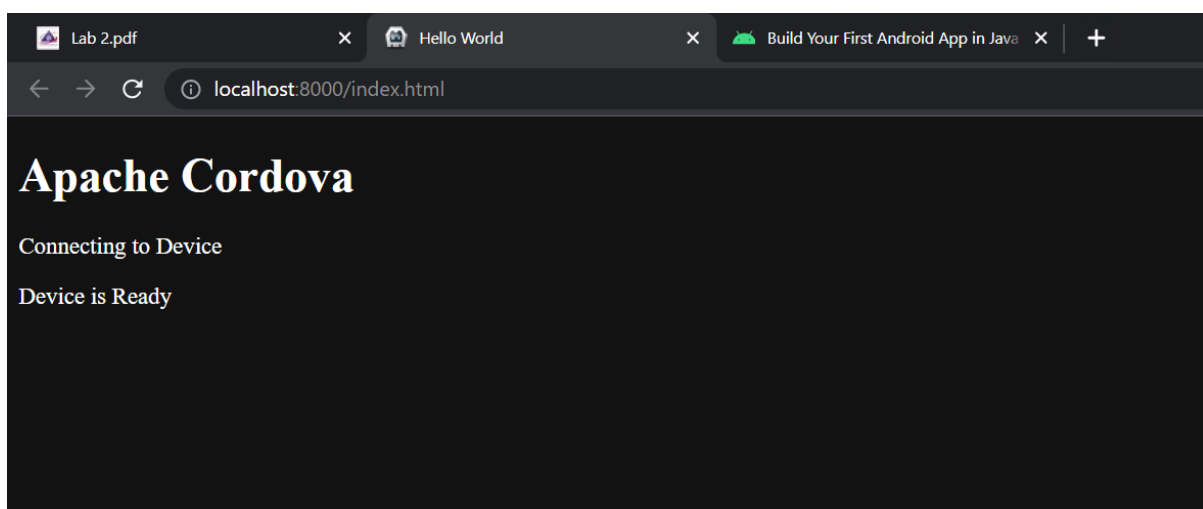 Lab 2.pdf
Hello World
Build Your First Android App in Java
localhost:8000/index.html
Apache Cordova
Connecting to Device
Device is Ready